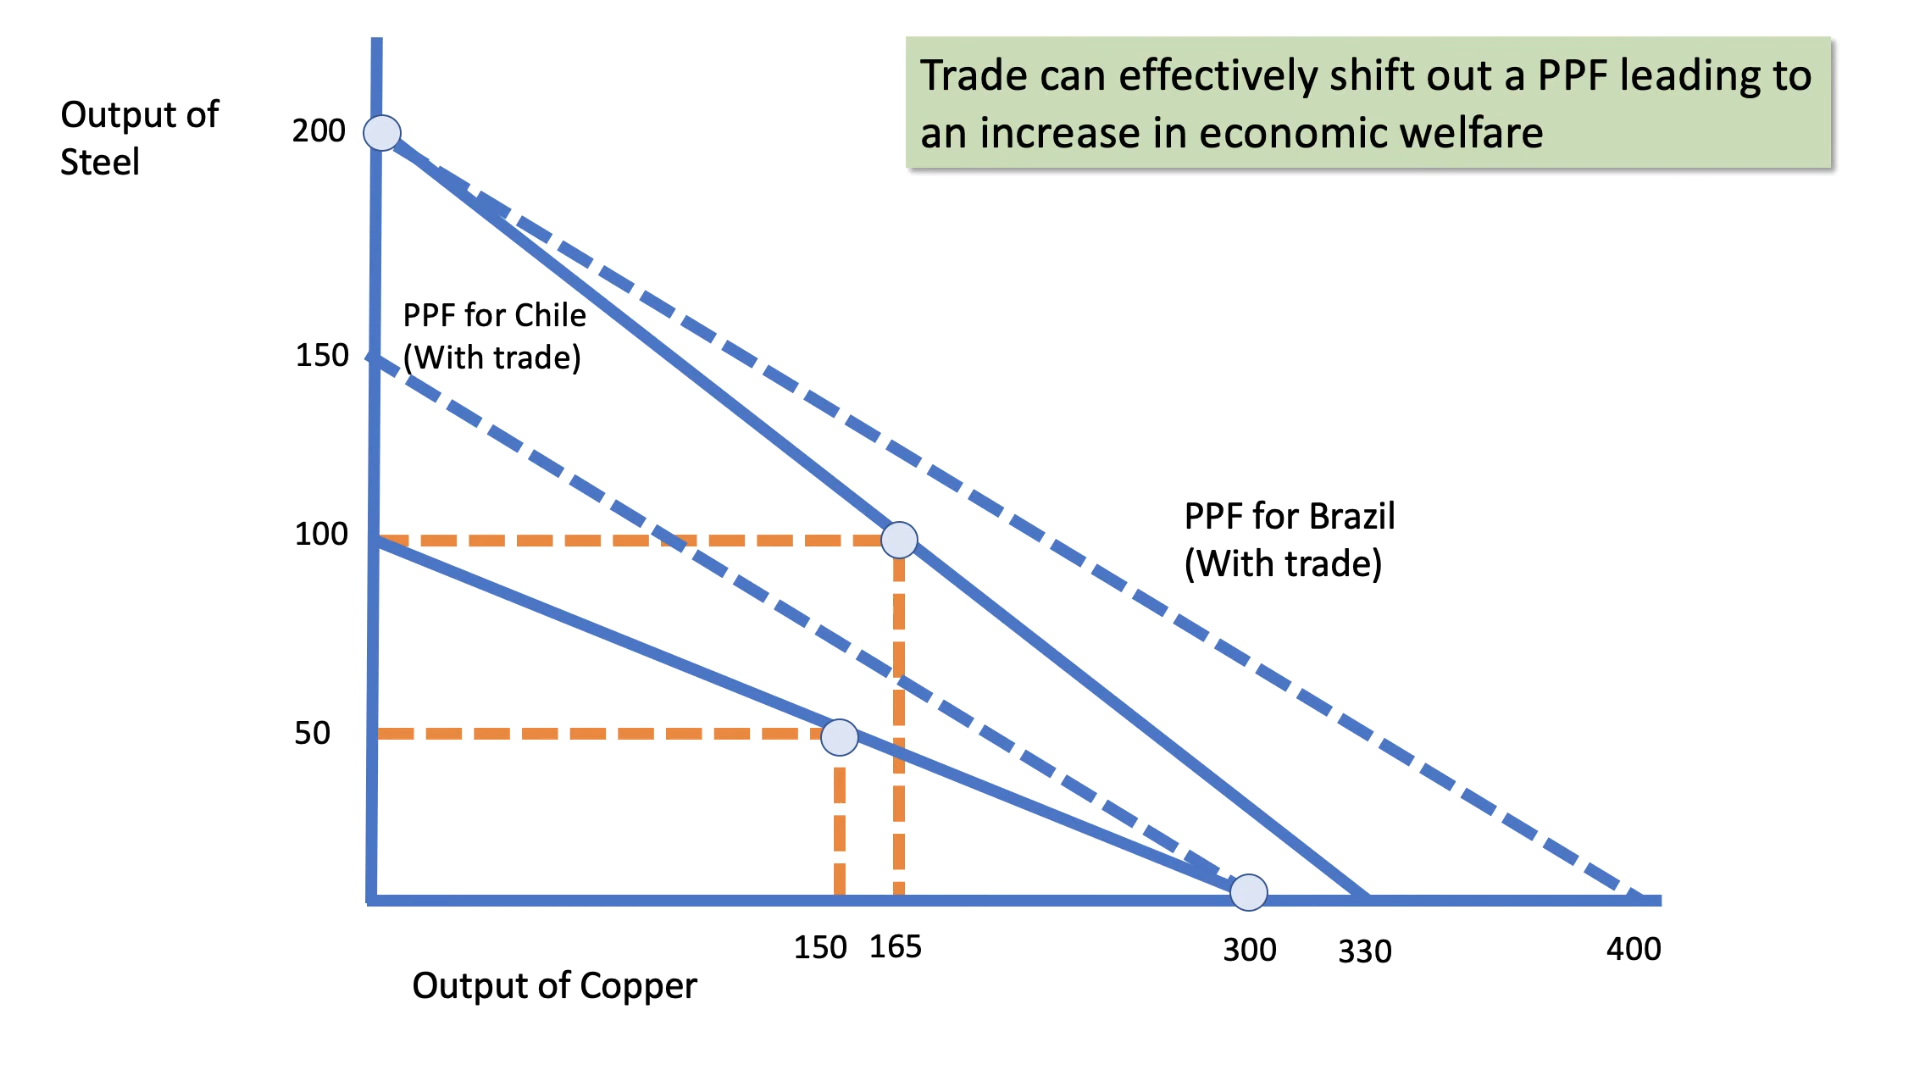 Trade can effectively shift out a PPF leading to
an increase in economic welfare
Output of
Steel
200
PPF for Chile
(With trade)
150
PPF for Brazil
(With trade)
100
50
150
165
300
330
400
Output of Copper